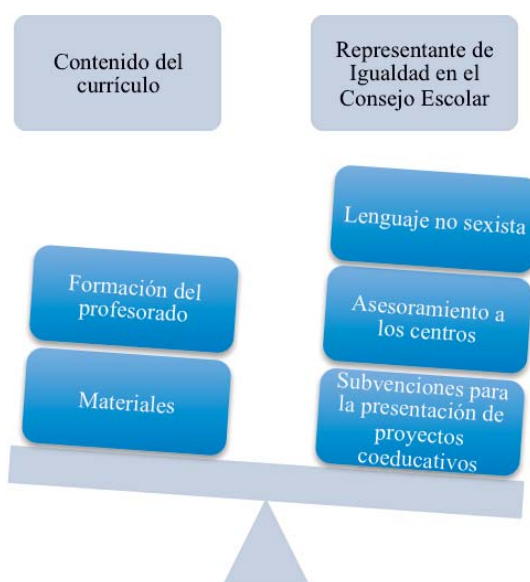 Contenido del
currículo
Representante de
Igualdad en el
Consejo Escolar
Formación del
profesorado
Materiales
Lenguaje no sexista
Asesoramiento a
los centros
Subvenciones para
la presentación de
proyectos
coeducativos